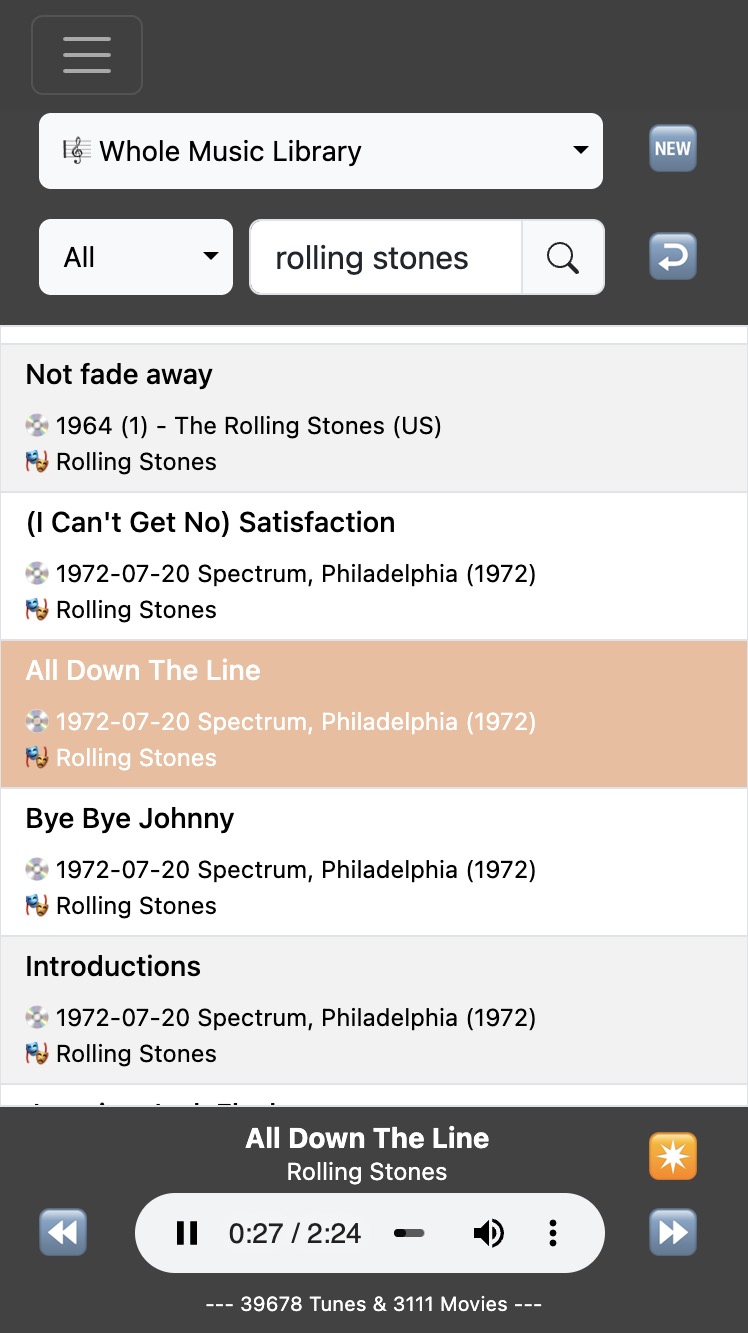 Whole Music Library
NEW
All
rolling stones
Not fade away
1964 (1) - The Rolling Stones (US)
Rolling Stones
(I Can't Get No) Satisfaction
1972-07-20 Spectrum, Philadelphia (1972)
Rolling Stones
All Down The Line
1972-07-20 Spectrum, Philadelphia (1972)
Rolling Stones
Bye Bye Johnny
1972-07-20 Spectrum, Philadelphia (1972)
Rolling Stones
Introductions
1972-07-20 Spectrum, Philadelphia (1972)
Rolling Stones
All Down The Line
Rolling Stones
0:27 / 2:24
--- 39678 Tunes & 3111 Movies ---